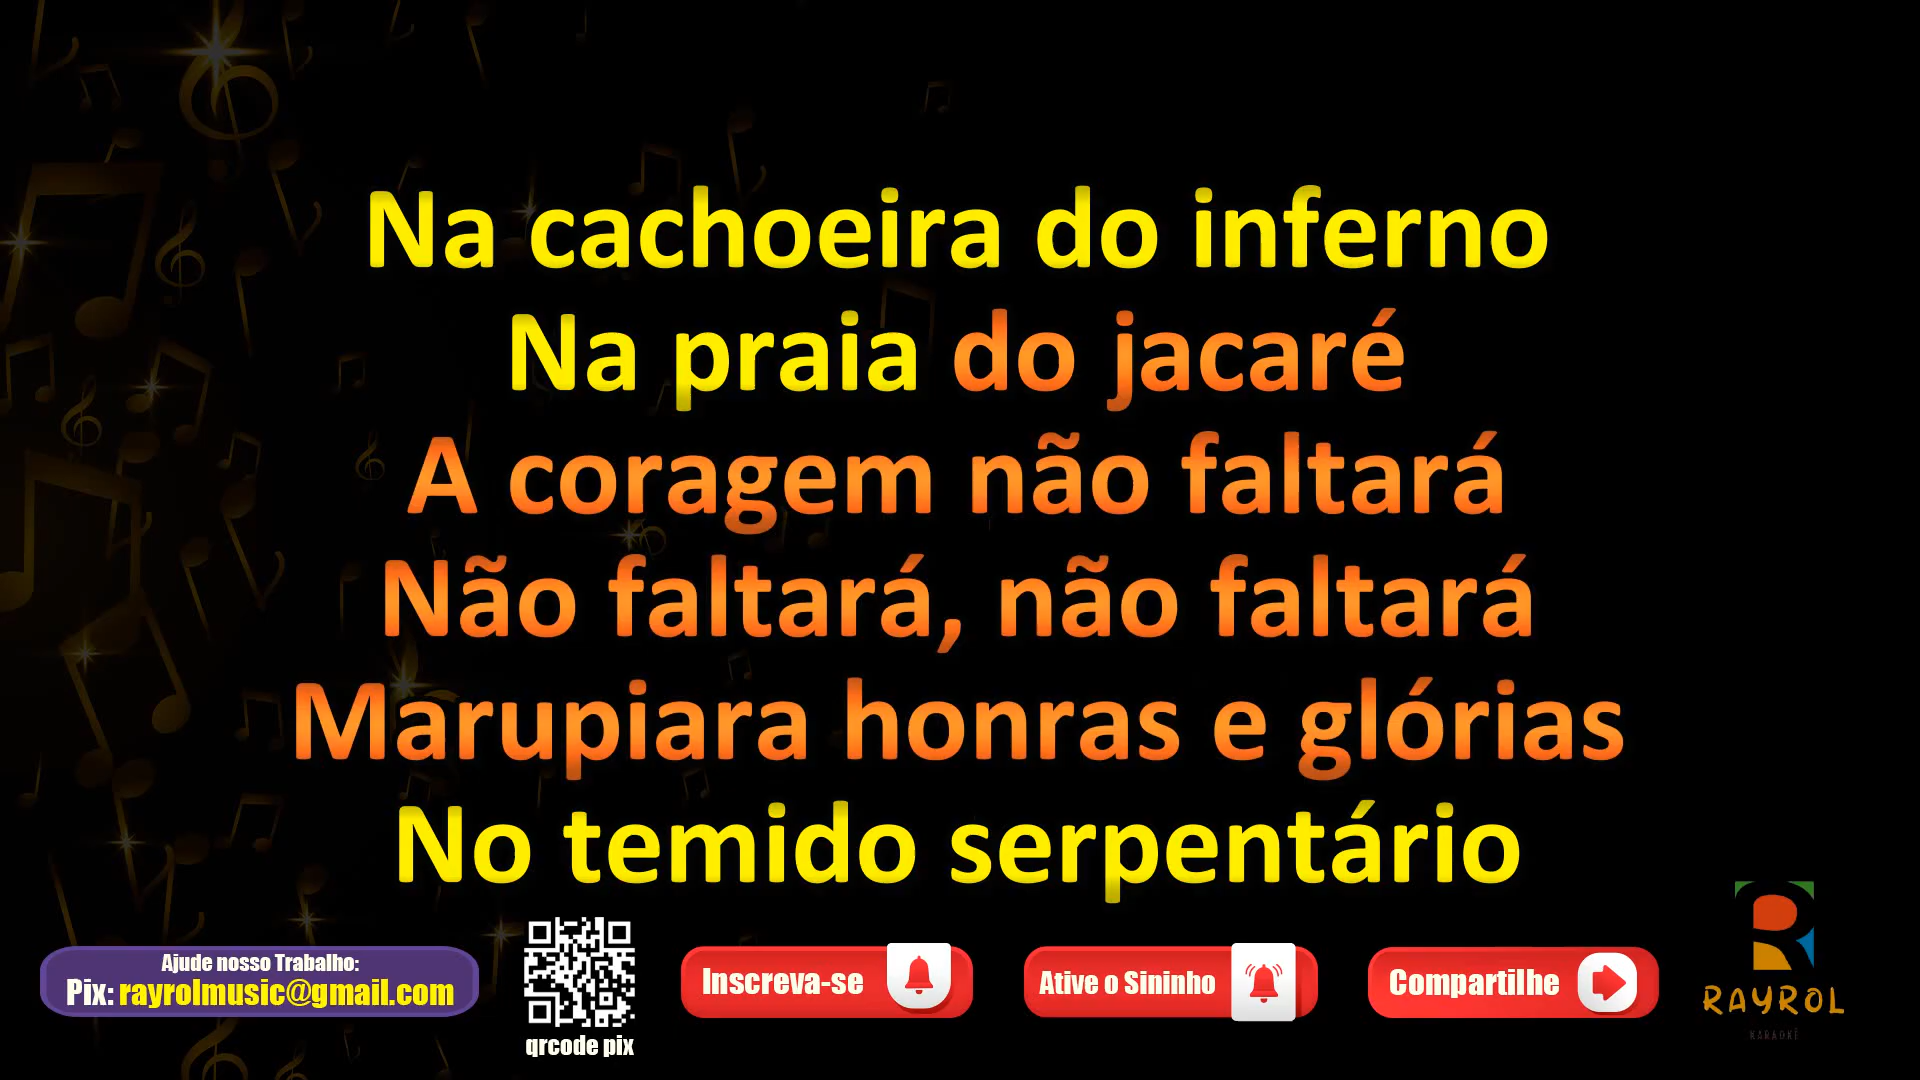 Na cachoeira do inferno
Na praia do jacaré
A coragem não faltará
Não faltará, não faltará
Marupiara honras e glórias
No temido serpentário
Ajude nosso Trabalho:
Pix: rayrolmusic@gmail.com
qrcode pix
Inscreva-se
Ative o Sininho
Compartilhe
RAYROL
KARAOKÊ